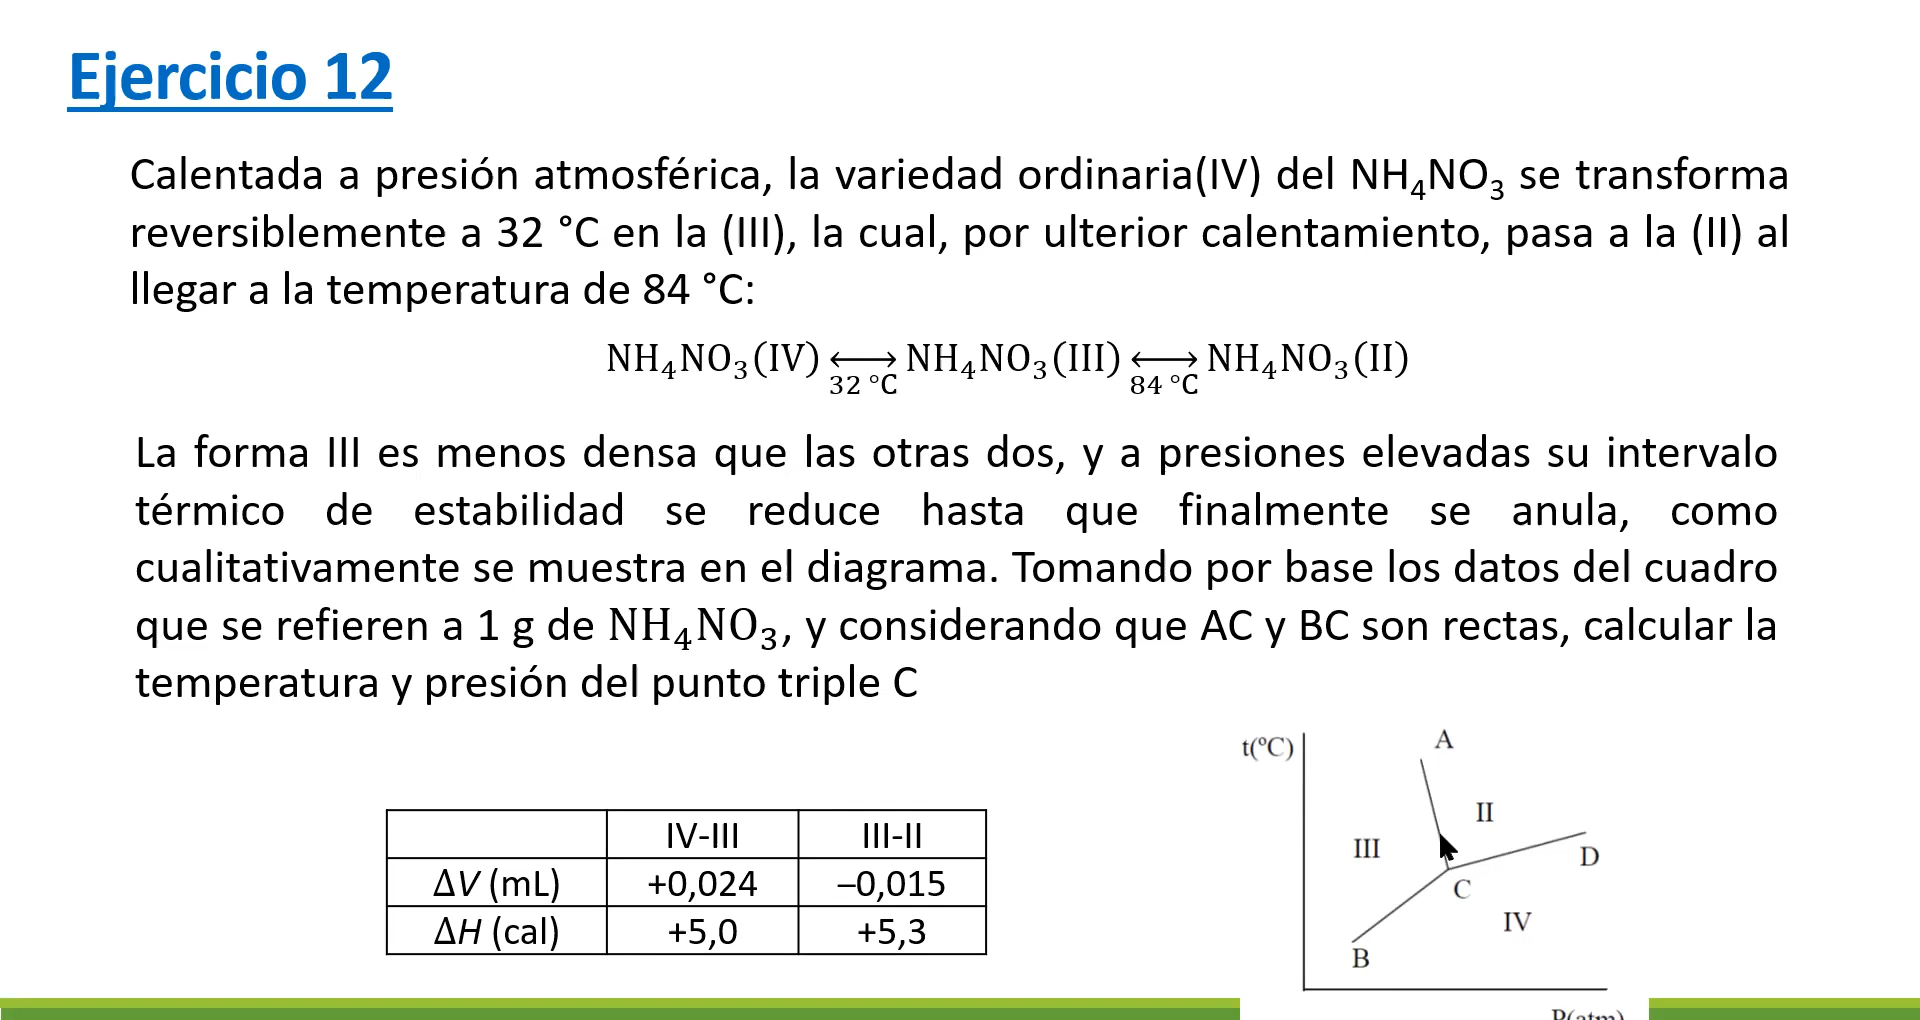 Ejercicio 12
Calentada a presión atmosférica, la variedad ordinaria(IV) del NH₄NO₃ se transforma
reversiblemente a 32 °C en la (III), la cual, por ulterior calentamiento, pasa a la (II) al
llegar a la temperatura de 84 °C:
NH₄NO₃(IV) ⟷ NH₄NO₃(III) ⟷ NH₄NO₃(II)
32 °C 84 °C
La forma III es menos densa que las otras dos, y a presiones elevadas su intervalo
térmico de estabilidad se reduce hasta que finalmente se anula, como
cualitativamente se muestra en el diagrama. Tomando por base los datos del cuadro
que se refieren a 1 g de NH₄NO₃, y considerando que AC y BC son rectas, calcular la
temperatura y presión del punto triple C
IV-III III-II
ΔV (mL) +0,024 –0,015
ΔH (cal) +5,0 +5,3
t(ºC)
A
II
III
D
C
IV
B
P(atm)